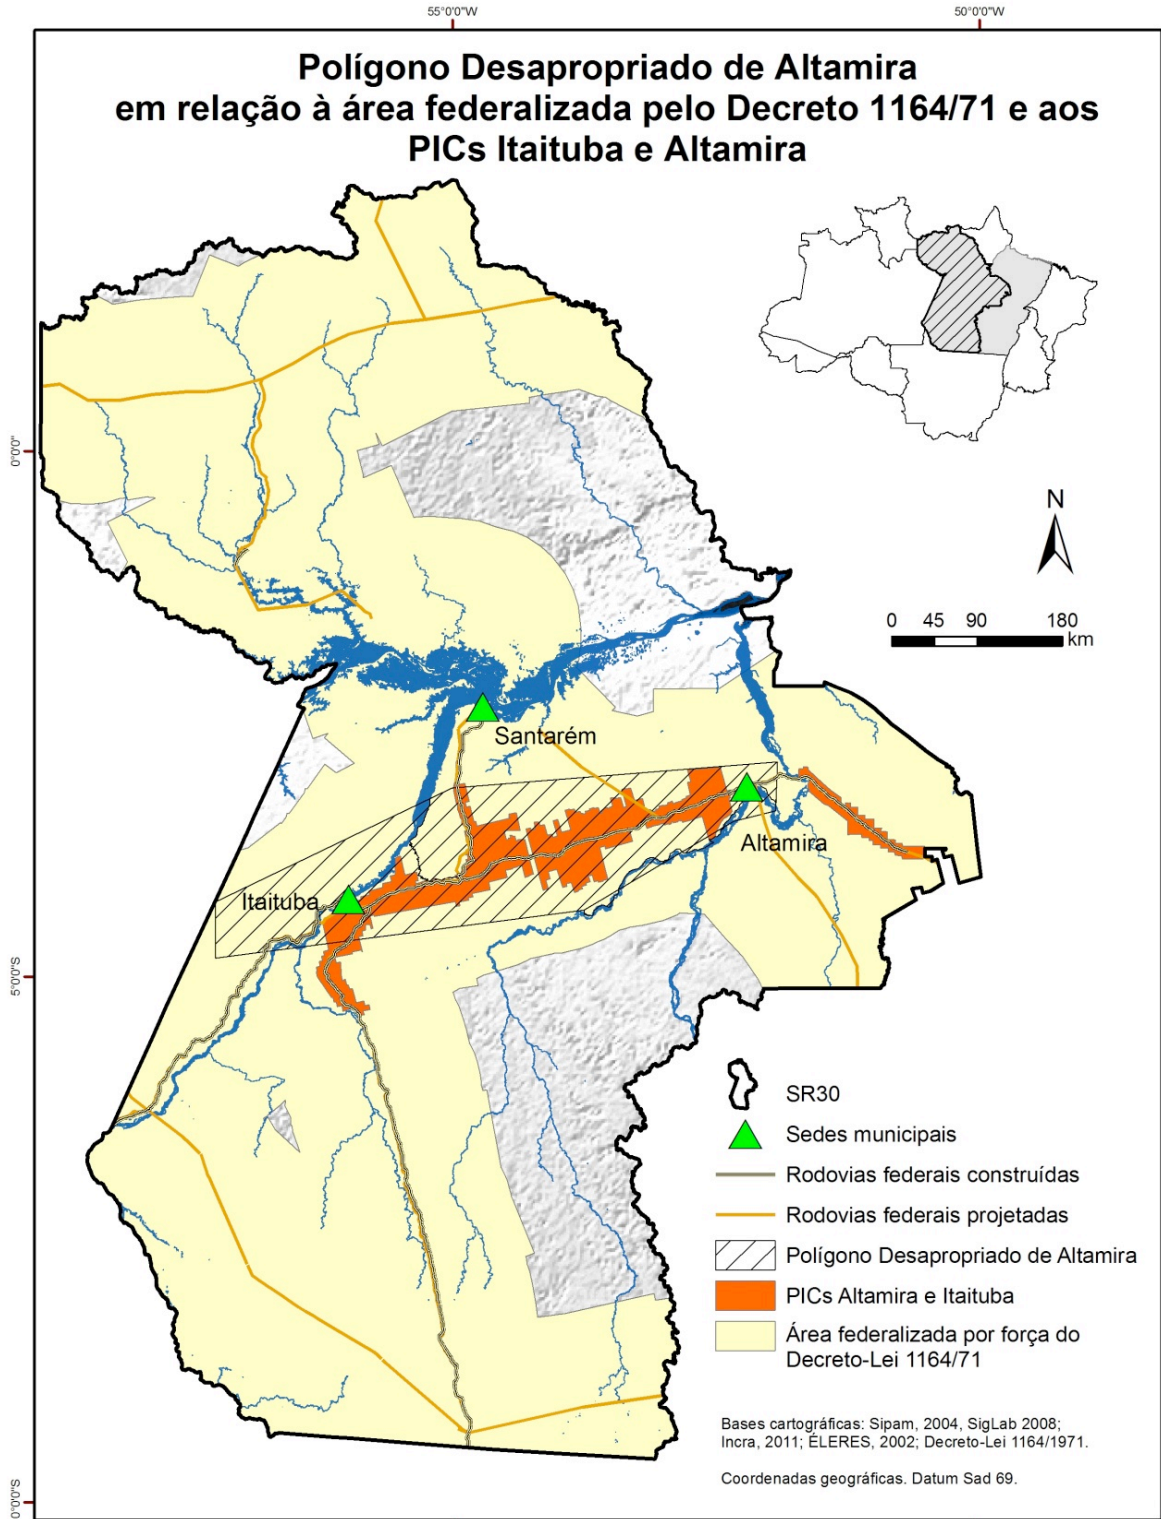 55°0'0"W
50°0'0"W
Polígono Desapropriado de Altamira
em relação à área federalizada pelo Decreto 1164/71 e aos
PICs Itaituba e Altamira
0°0'0"
N
0 45 90 180
km
Santarém
Altamira
Itaituba
5°0'0"S
SR30
Sedes municipais
Rodovias federais construídas
Rodovias federais projetadas
Polígono Desapropriado de Altamira
PICs Altamira e Itaituba
Área federalizada por força do
Decreto-Lei 1164/71
Bases cartográficas: Sipam, 2004, SigLab 2008;
Incra, 2011; ÉLERES, 2002; Decreto-Lei 1164/1971.
Coordenadas geográficas. Datum Sad 69.
0°0'0"S